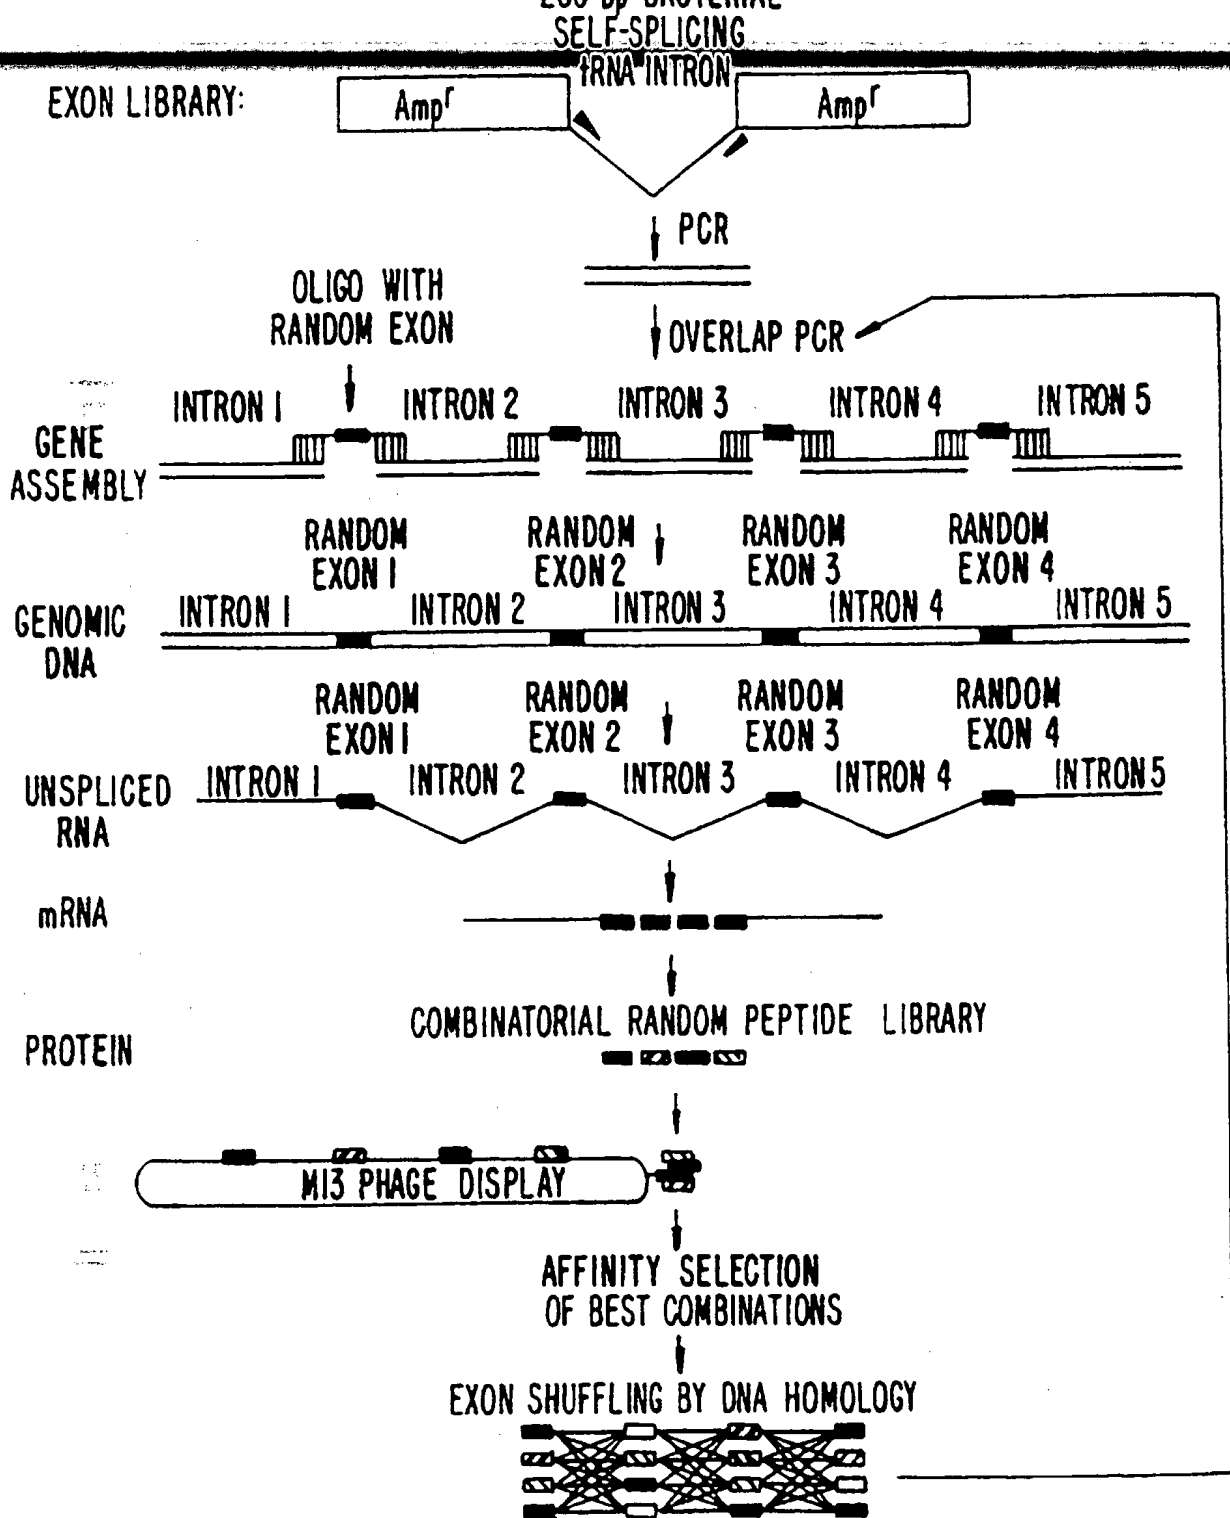 SELF-SPLICING
tRNA INTRON
EXON LIBRARY:
Ampr
Ampr
PCR
OLIGO WITH
RANDOM EXON
OVERLAP PCR
INTRON 1
INTRON 2
INTRON 3
INTRON 4
INTRON 5
GENE
ASSEMBLY
RANDOM
EXON 1
RANDOM
EXON 2
RANDOM
EXON 3
RANDOM
EXON 4
INTRON 1
INTRON 2
INTRON 3
INTRON 4
INTRON 5
GENOMIC
DNA
RANDOM
EXON 1
RANDOM
EXON 2
RANDOM
EXON 3
RANDOM
EXON 4
INTRON 1
INTRON 2
INTRON 3
INTRON 4
INTRON 5
UNSPLICED
RNA
mRNA
COMBINATORIAL RANDOM PEPTIDE LIBRARY
PROTEIN
M13 PHAGE DISPLAY
AFFINITY SELECTION
OF BEST COMBINATIONS
EXON SHUFFLING BY DNA HOMOLOGY